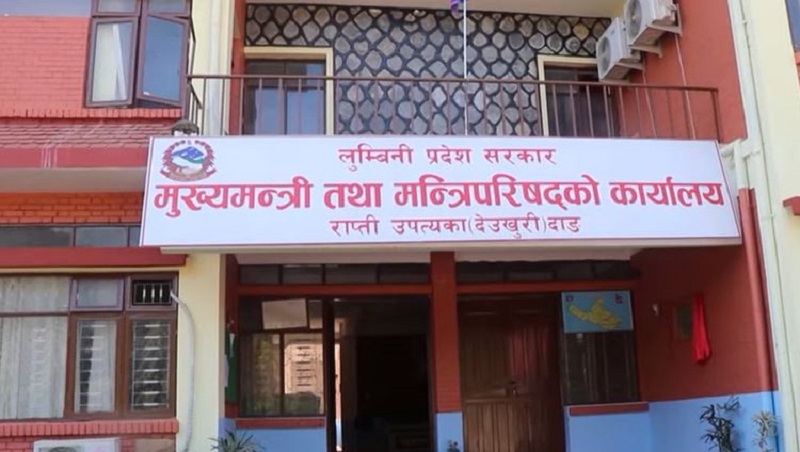 लुम्बिनी प्रदेश सरकार
मुख्यमन्त्री तथा मन्त्रिपरिषद्को कार्यालय
राप्ती उपत्यका(देउखुरी)दाङ